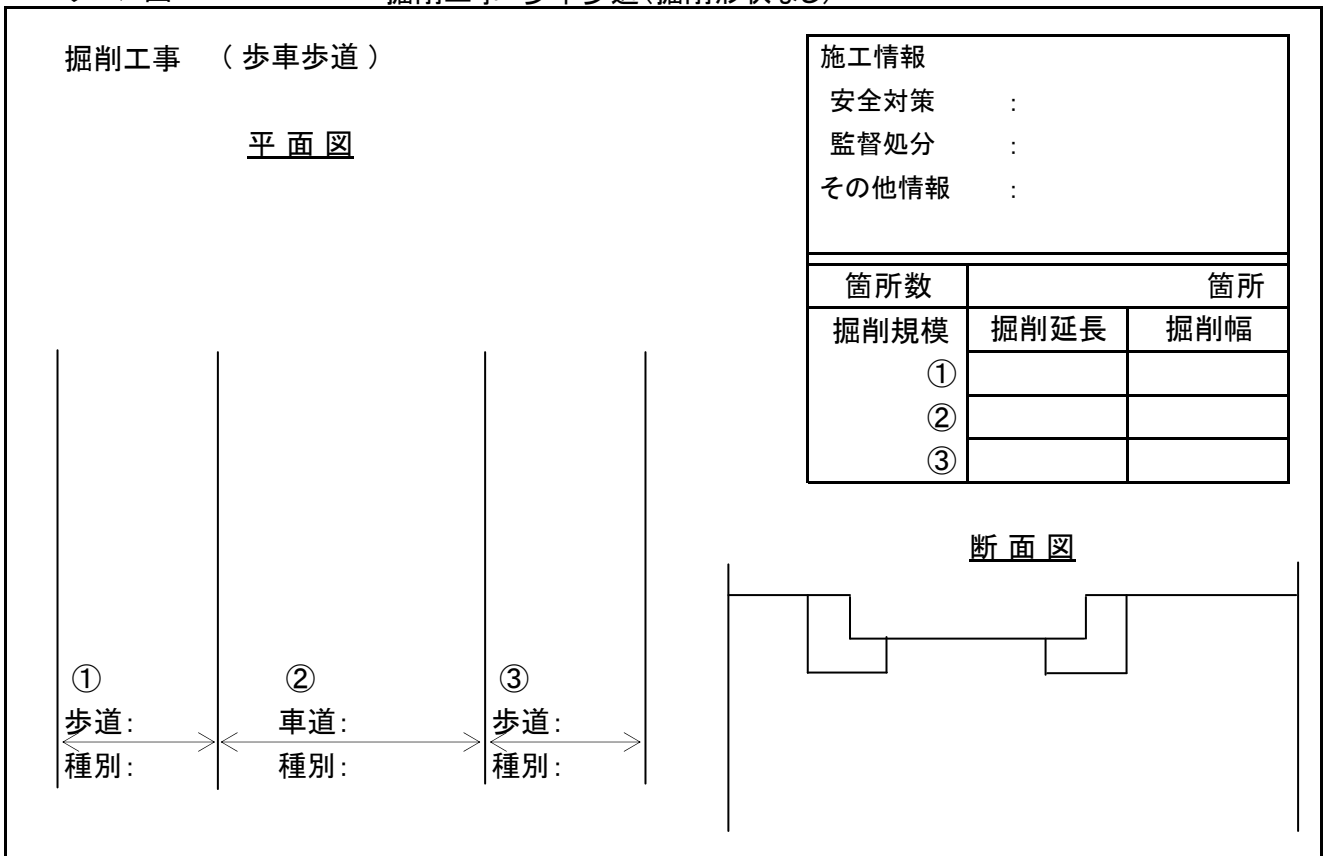 掘削工事 （ 歩車歩道 ）
平 面 図
施工情報
安全対策 :
監督処分 :
その他情報 :
箇所数 箇所
掘削規模 掘削延長 掘削幅
①
②
③
断 面 図
① ② ③
歩道: 車道: 歩道:
種別: 種別: 種別: